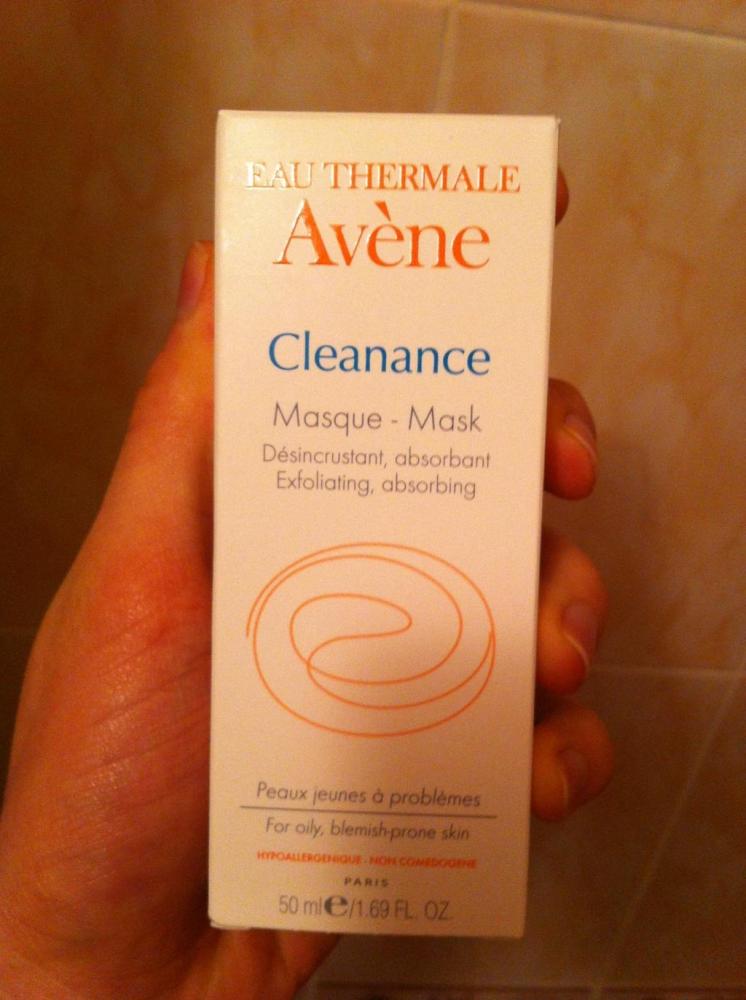 EAU THERMALE
Avène
Cleanance
Masque - Mask
Désincrustant, absorbant
Exfoliating, absorbing
Peaux jeunes à problèmes
For oily, blemish-prone skin
HYPOALLERGENIQUE - NON COMEDOGENE
PARIS
50 ml e/1.69 FL. OZ.